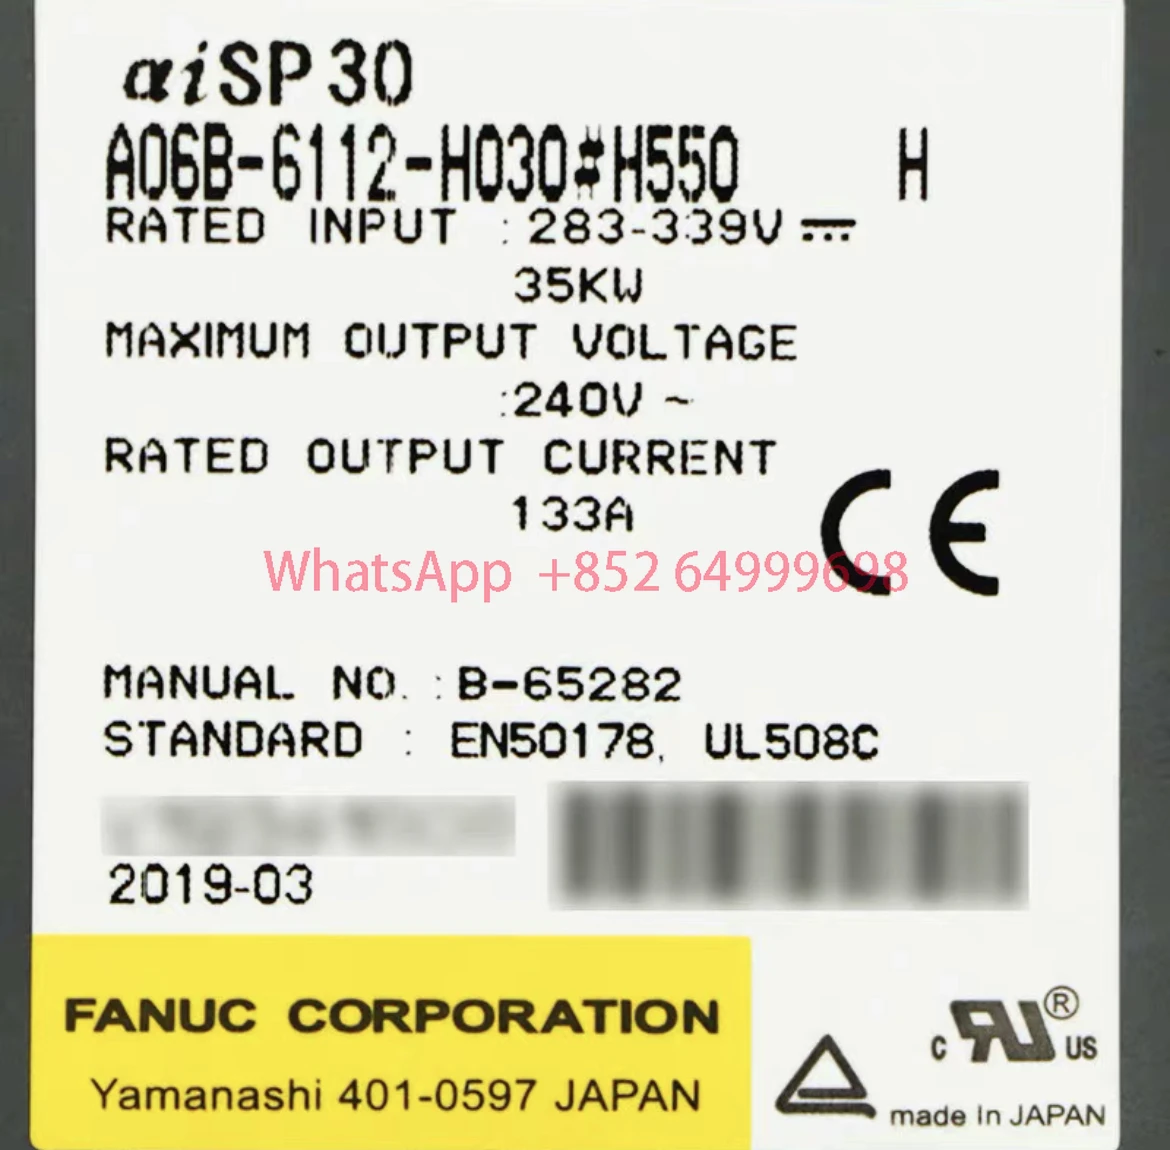 αiSP 30
A06B-6112-H030#H550 H
RATED INPUT : 283-339V ⎓
35KW
MAXIMUM OUTPUT VOLTAGE
:240V ~
RATED OUTPUT CURRENT
133A
CE
WhatsApp +852 64999698
MANUAL NO. : B-65282
STANDARD : EN50178, UL508C
2019-03
FANUC CORPORATION
Yamanashi 401-0597 JAPAN
c RU ® US
made In JAPAN